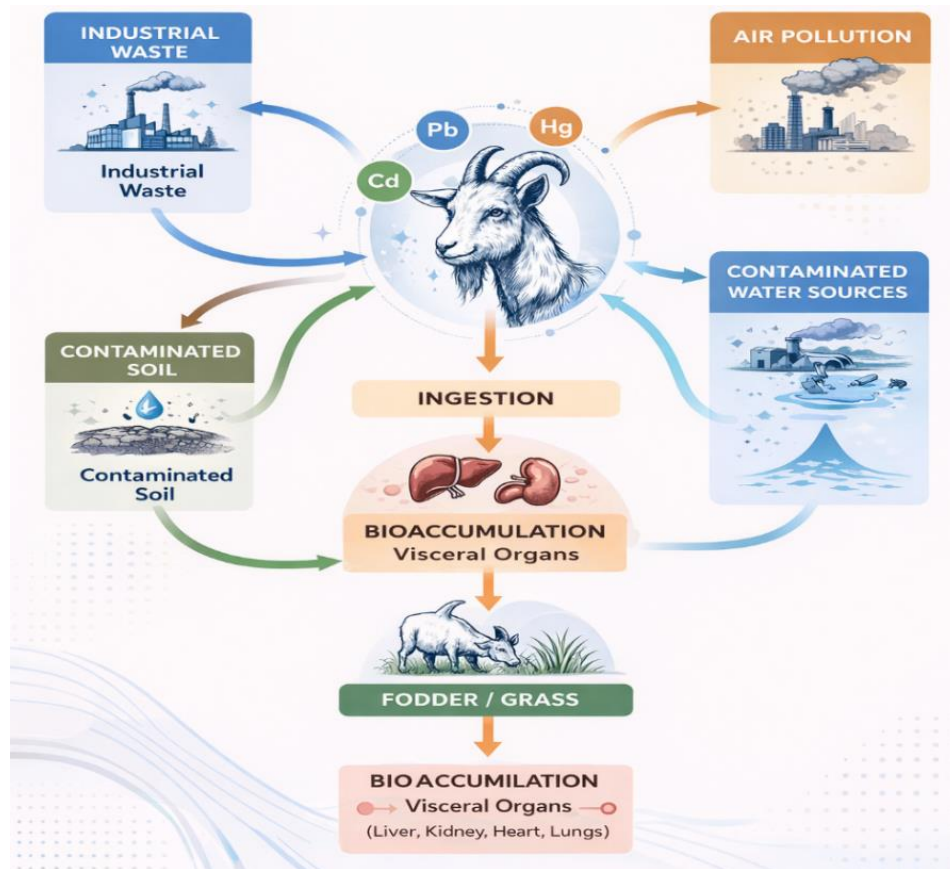 INDUSTRIAL
WASTE
Industrial
Waste
AIR POLLUTION
Pb
Hg
Cd
CONTAMINATED
WATER SOURCES
CONTAMINATED
SOIL
Contaminated
Soil
INGESTION
BIOACCUMULATION
Visceral Organs
FODDER / GRASS
BIO ACCUMILATION
Visceral Organs
(Liver, Kidney, Heart, Lungs)